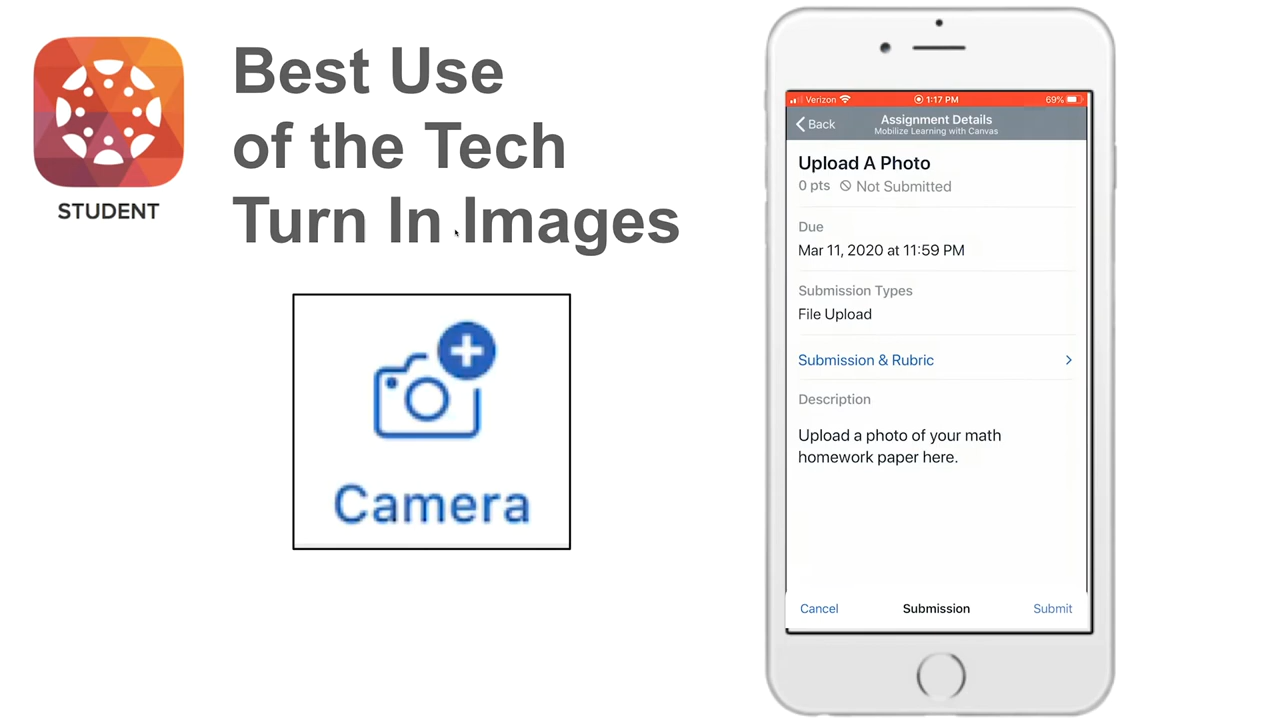 STUDENT
Best Use
of the Tech
Turn In Images
Camera
Verizon 1:17 PM 69%
Back
Assignment Details
Mobilize Learning with Canvas
Upload A Photo
0 pts Not Submitted
Due
Mar 11, 2020 at 11:59 PM
Submission Types
File Upload
Submission & Rubric
Description
Upload a photo of your math
homework paper here.
Cancel Submission Submit